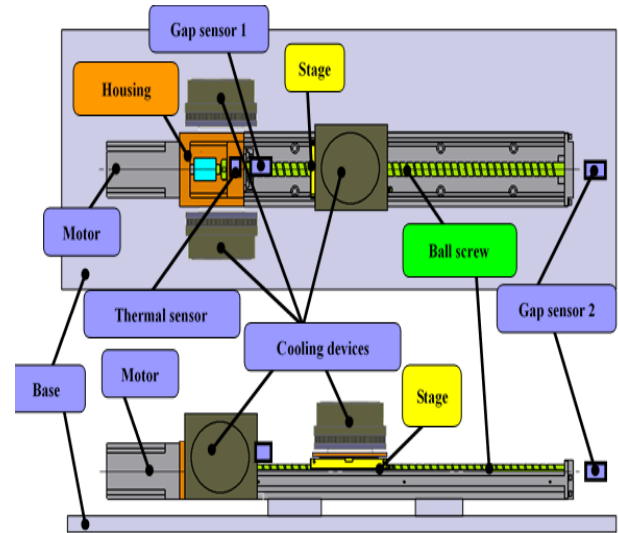 Gap sensor 1
Stage
Housing
Motor
Ball screw
Thermal sensor
Gap sensor 2
Cooling devices
Motor
Base
Stage